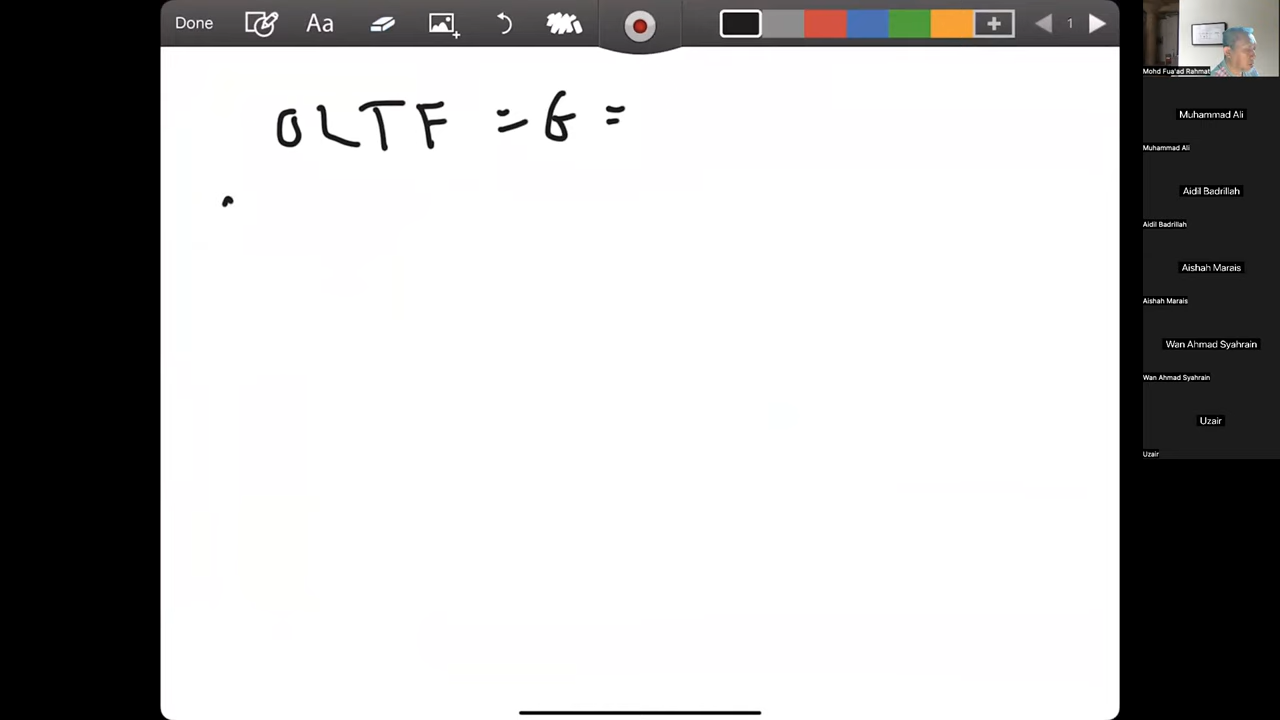 Done Aa 1
OLTF = G =
Mohd Fua'ad Rahmat
Muhammad Ali
Muhammad Ali
Aidil Badrillah
Aidil Badrillah
Aishah Marais
Aishah Marais
Wan Ahmad Syahrain
Wan Ahmad Syahrain
Uzair
Uzair